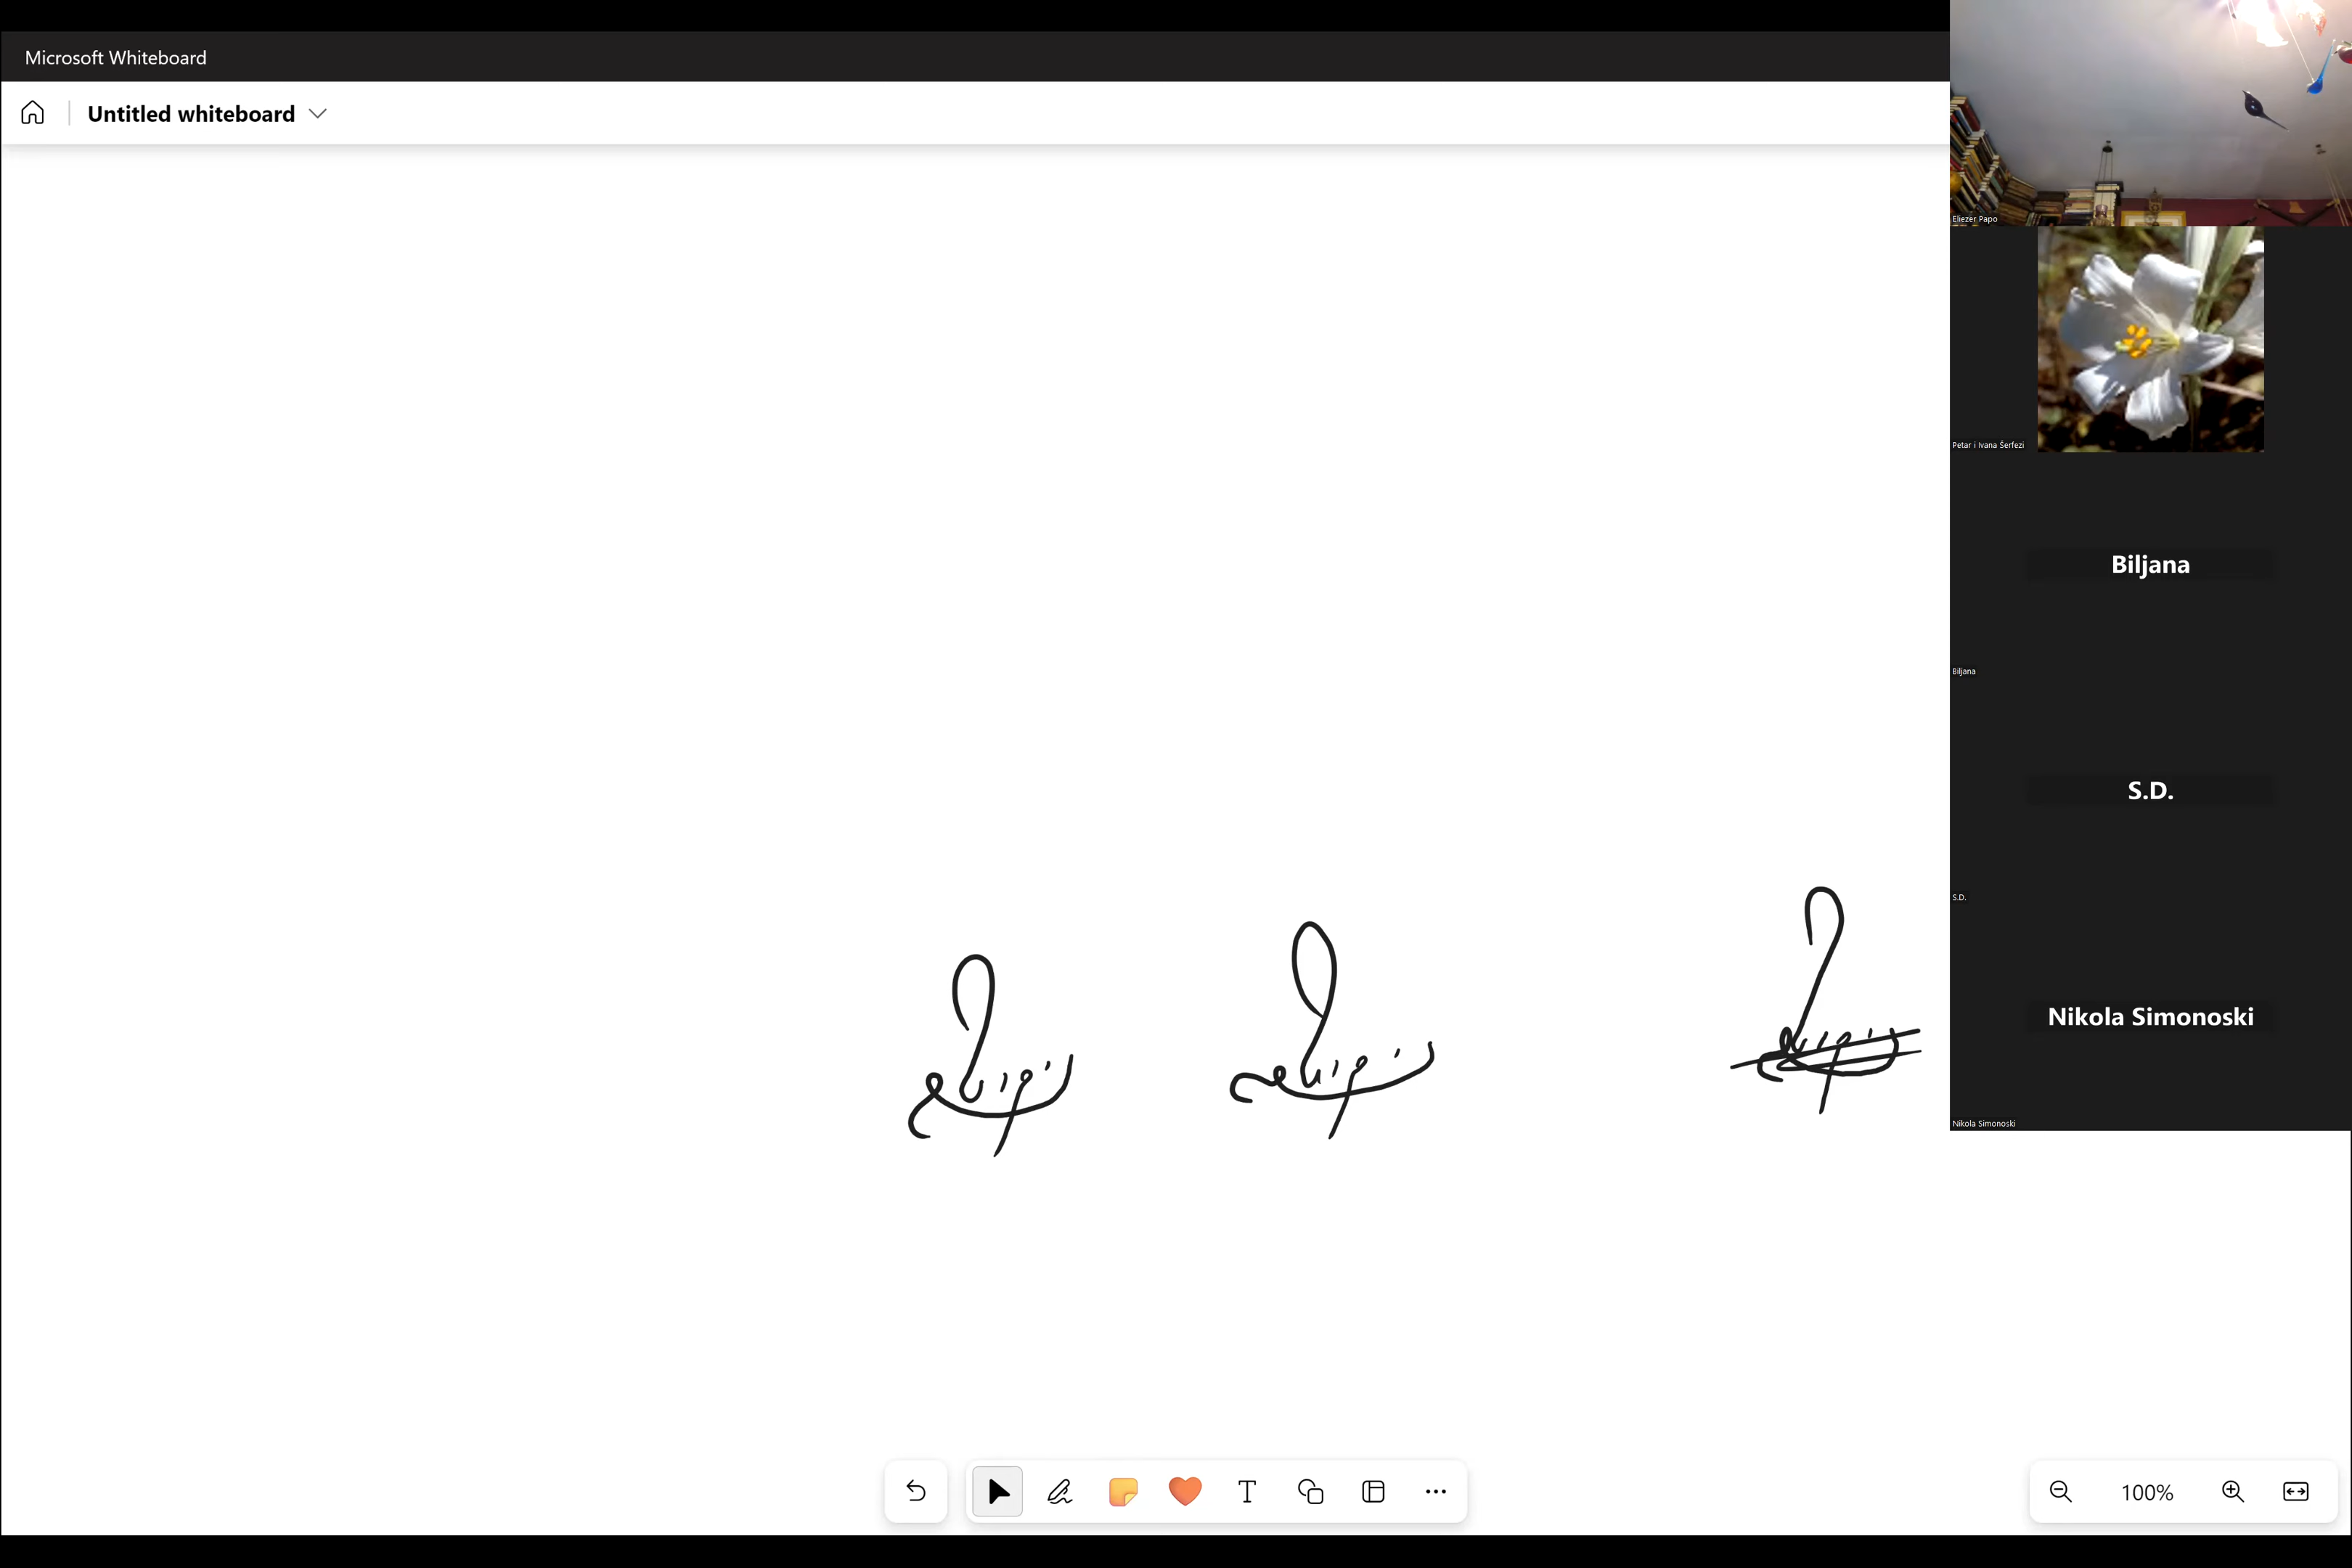 Microsoft Whiteboard
Untitled whiteboard
Eliezer Papo
Petar i Ivana Šerfezi
Biljana
Biljana
S.D.
S.D.
Nikola Simonoski
Nikola Simonoski
T
100%